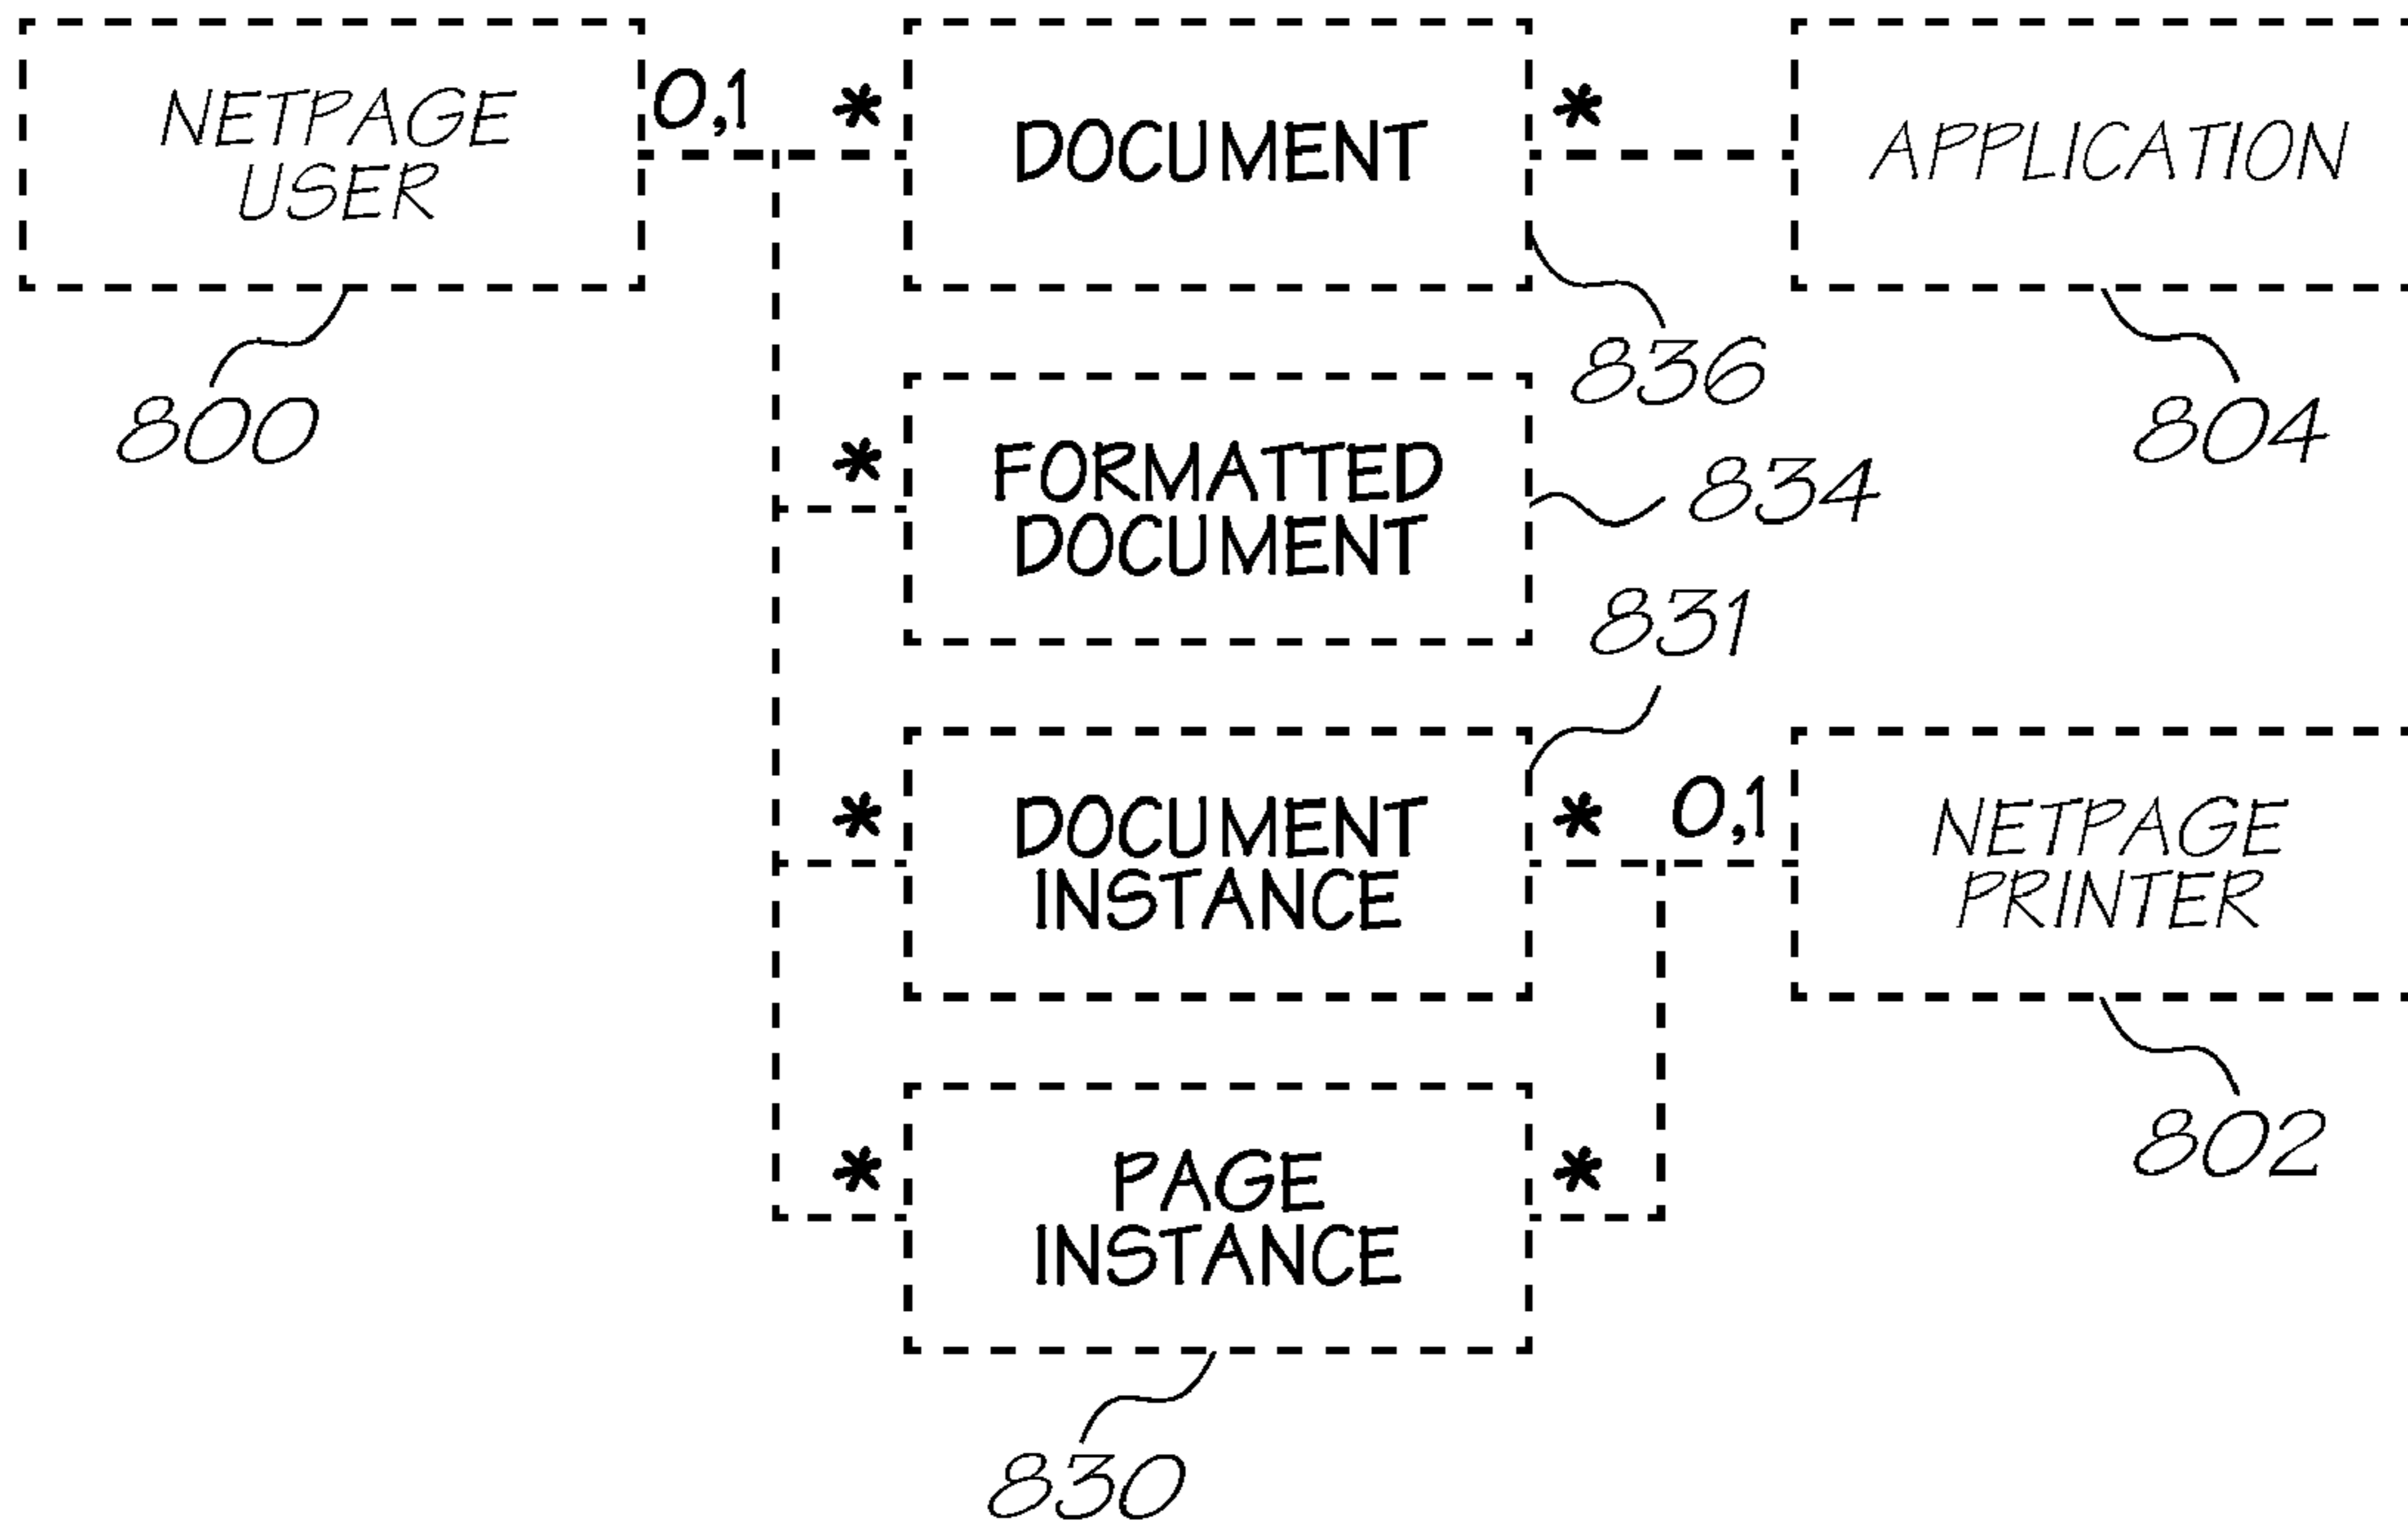 NETPAGE
USER
0,1
*
DOCUMENT
*
APPLICATION
800
836
804
*
FORMATTED
DOCUMENT
834
831
*
DOCUMENT
INSTANCE
*
0,1
NETPAGE
PRINTER
802
*
PAGE
INSTANCE
*
830